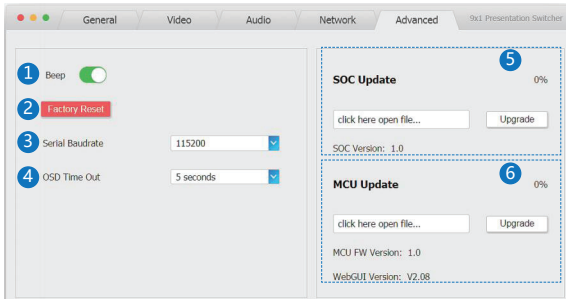 General Video Audio Network Advanced 9x1 Presentation Switcher
1 Beep
2 Factory Reset
3 Serial Baudrate 115200
4 OSD Time Out 5 seconds
5
SOC Update 0%
click here open file... Upgrade
SOC Version: 1.0
6
MCU Update 0%
click here open file... Upgrade
MCU FW Version: 1.0
WebGUI Version: V2.08